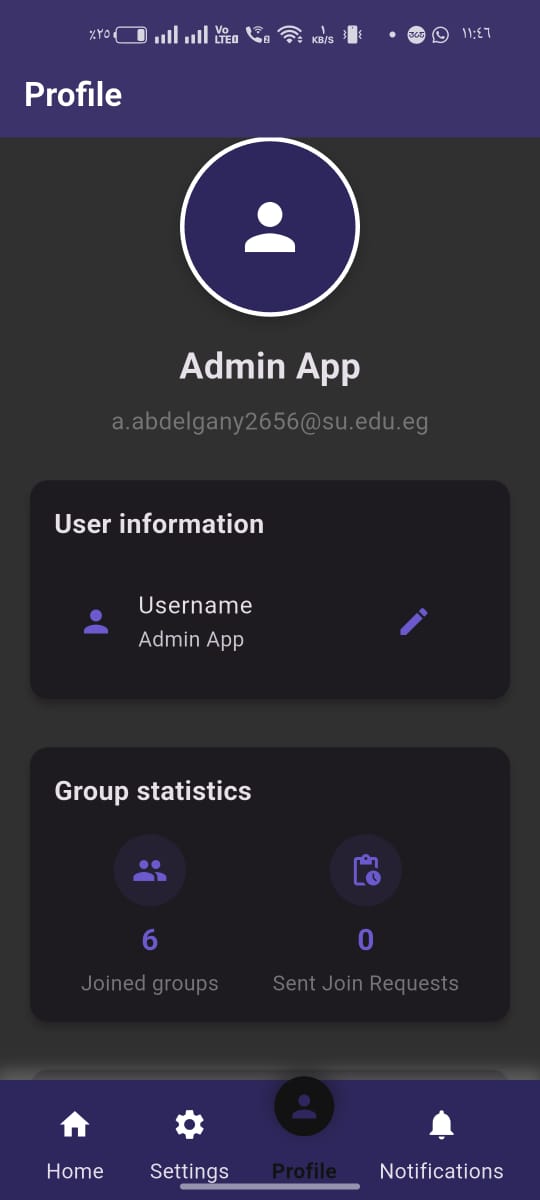 ٪٢٥ Vo LTE 2 1 KB/S ١١:٤٦
Profile
Admin App
a.abdelgany2656@su.edu.eg
User information
Username
Admin App
Group statistics
6 0
Joined groups Sent Join Requests
Home Settings Profile Notifications